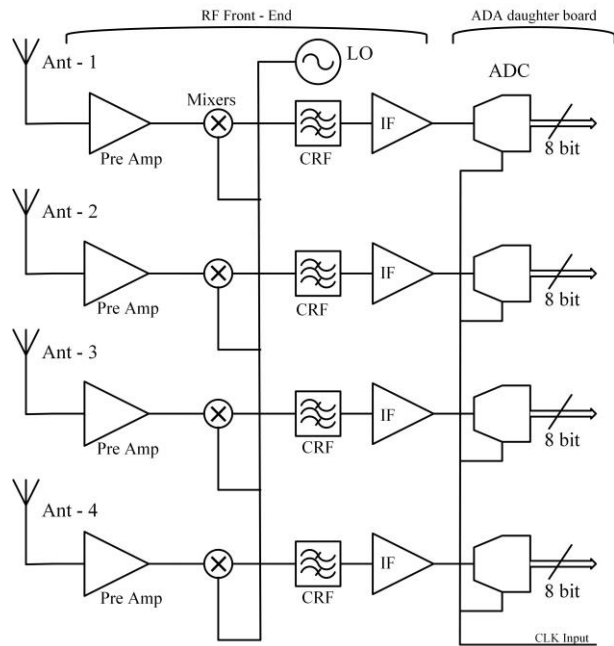 RF Front - End
ADA daughter board
Ant - 1
LO
ADC
Mixers
Pre Amp
CRF
IF
8 bit
Ant - 2
Pre Amp
CRF
IF
8 bit
Ant - 3
Pre Amp
CRF
IF
8 bit
Ant - 4
Pre Amp
CRF
IF
8 bit
CLK Input